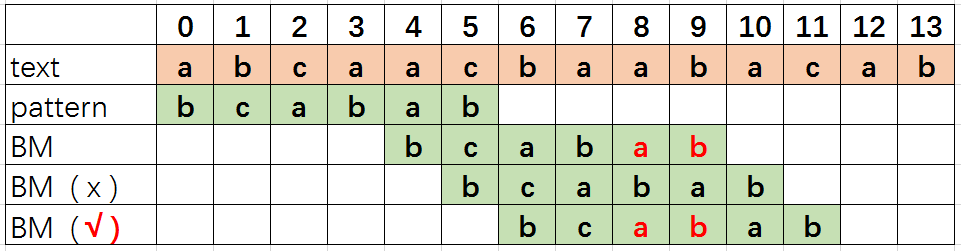 0 1 2 3 4 5 6 7 8 9 10 11 12 13
text a b c a a c b a a b a c a b
pattern b c a b a b
BM b c a b a b
BM（x） b c a b a b
BM（√） b c a b a b